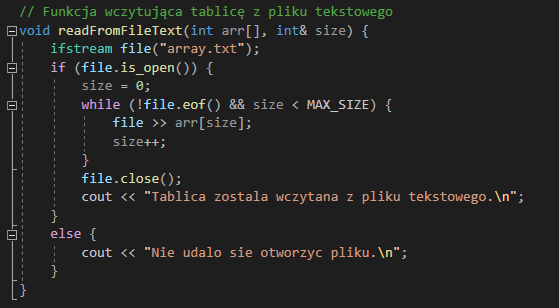 // Funkcja wczytująca tablicę z pliku tekstowego
void readFromFileText(int arr[], int& size) {
    ifstream file("array.txt");
    if (file.is_open()) {
        size = 0;
        while (!file.eof() && size < MAX_SIZE) {
            file >> arr[size];
            size++;
        }
        file.close();
        cout << "Tablica zostala wczytana z pliku tekstowego.\n";
    }
    else {
        cout << "Nie udalo sie otworzyc pliku.\n";
    }
}